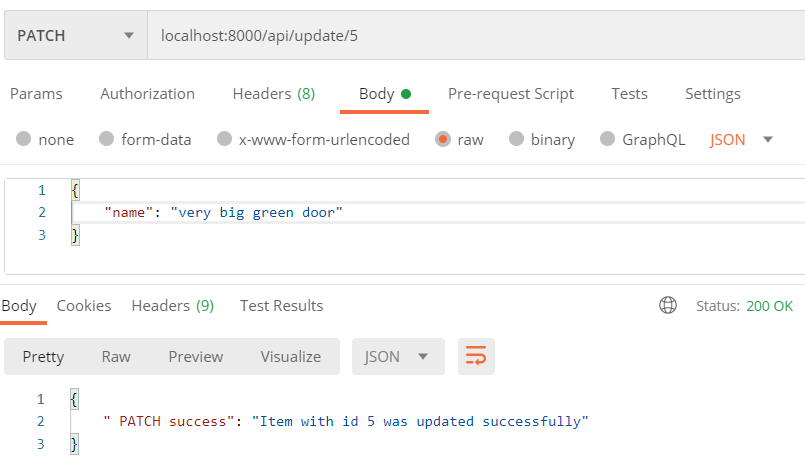 PATCH localhost:8000/api/update/5
Params Authorization Headers (8) Body Pre-request Script Tests Settings
none form-data x-www-form-urlencoded raw binary GraphQL JSON
1 {
2 "name": "very big green door"
3 }
Body Cookies Headers (9) Test Results Status: 200 OK
Pretty Raw Preview Visualize JSON
1 {
2 " PATCH success": "Item with id 5 was updated successfully"
3 }